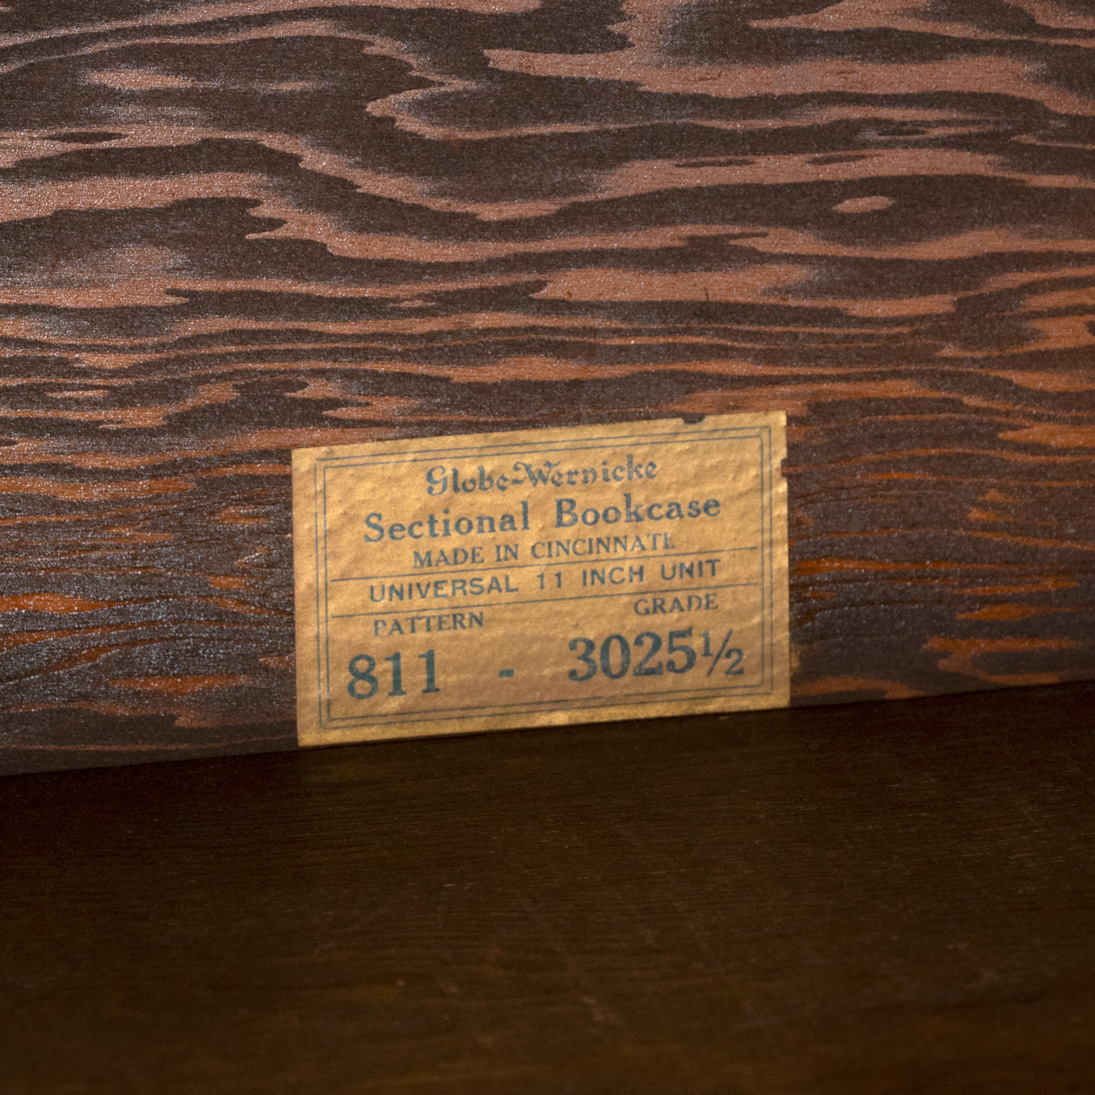 Globe-Wernicke
Sectional Bookcase
MADE IN CINCINNATI.
UNIVERSAL 11 INCH UNIT
PATTERN GRADE
811 - 3025½